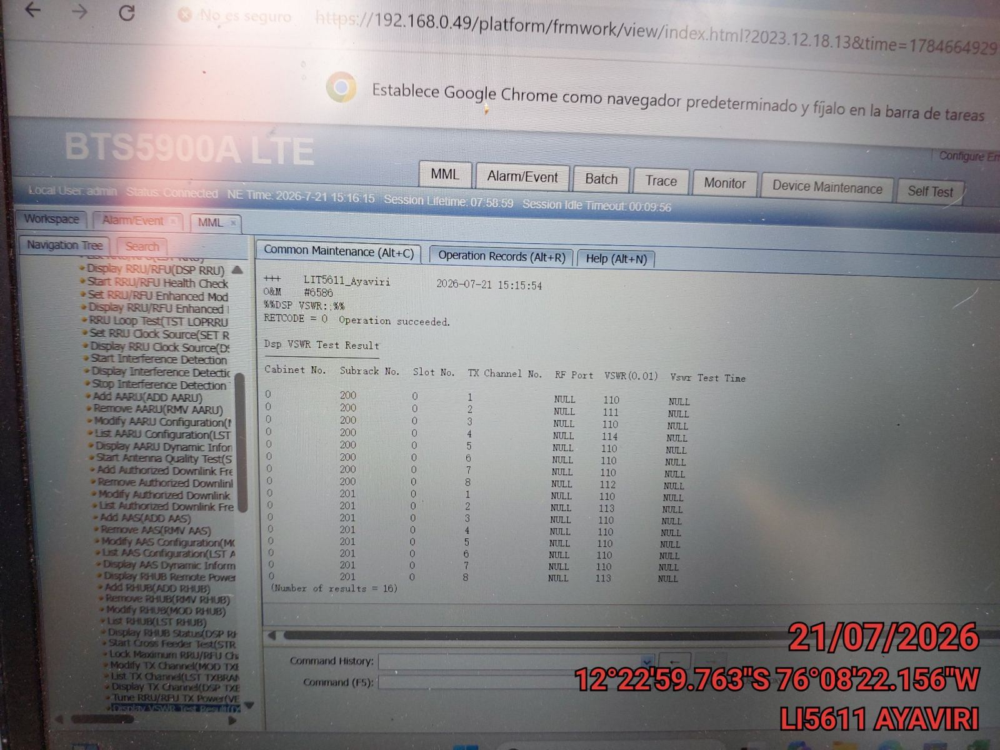 No es seguro https://192.168.0.49/platform/frmwork/view/index.html?2023.12.18.13&time=1784664929
Establece Google Chrome como navegador predeterminado y fíjalo en la barra de tareas
BTS5900A LTE
Configure
MML Alarm/Event Batch Trace Monitor Device Maintenance Self Test
Local User: admin Status: Connected NE Time: 2026-7-21 15:16:15 Session Lifetime: 07:58:59 Session Idle Timeout: 00:09:56
Workspace Alarm/Event MML
Navigation Tree Search
Display RRU/RFU(DSP RRU)
Start RRU/RFU Health Check
Set RRU/RFU Enhanced Mod
Display RRU/RFU Enhanced
RRU Loop Test(TST LOPRRU
Set RRU Clock Source(SET R
Display RRU Clock Source(DS
Start Interference Detection
Display Interference Detectic
Stop Interference Detection
Add AARU(ADD AARU)
Remove AARU(RMV AARU)
Modify AARU Configuration(M
List AARU Configuration(LST
Display AARU Dynamic Infor
Start Antenna Quality Test(S
Add Authorized Downlink Fre
Remove Authorized Downlinl
Modify Authorized Downlink
List Authorized Downlink Fre
Add AAS(ADD AAS)
Remove AAS(RMV AAS)
Modify AAS Configuration(MO
List AAS Configuration(LST A
Display AAS Dynamic Inform
Display RHUB Remote Power
Add RHUB(ADD RHUB)
Remove RHUB(RMV RHUB)
Modify RHUB(MOD RHUB)
List RHUB(LST RHUB)
Display RHUB Status(DSP RH
Start Cross Feeder Test(STR
Lock Maximum RRU/RFU Cha
Modify TX Channel(MOD TXB
List TX Channel(LST TXBRAN
Display TX Channel(DSP TXB
Tune RRU/RFU TX Power(VE
Display VSWR Test Result(D
Common Maintenance (Alt+C) Operation Records (Alt+R) Help (Alt+N)
+++ LIT5611_Ayaviri 2026-07-21 15:15:54
O&M #6586
%%DSP VSWR:;%%
RETCODE = 0 Operation succeeded.
Dsp VSWR Test Result
Cabinet No. Subrack No. Slot No. TX Channel No. RF Port VSWR(0.01) Vswr Test Time
0 200 0 1 NULL 110 NULL
0 200 0 2 NULL 111 NULL
0 200 0 3 NULL 110 NULL
0 200 0 4 NULL 114 NULL
0 200 0 5 NULL 110 NULL
0 200 0 6 NULL 110 NULL
0 200 0 7 NULL 110 NULL
0 200 0 8 NULL 112 NULL
0 201 0 1 NULL 110 NULL
0 201 0 2 NULL 113 NULL
0 201 0 3 NULL 110 NULL
0 201 0 4 NULL 110 NULL
0 201 0 5 NULL 110 NULL
0 201 0 6 NULL 110 NULL
0 201 0 7 NULL 110 NULL
0 201 0 8 NULL 113 NULL
(Number of results = 16)
Command History:
Command (F5):
21/07/2026
12°22'59.763"S 76°08'22.156"W
LI5611 AYAVIRI